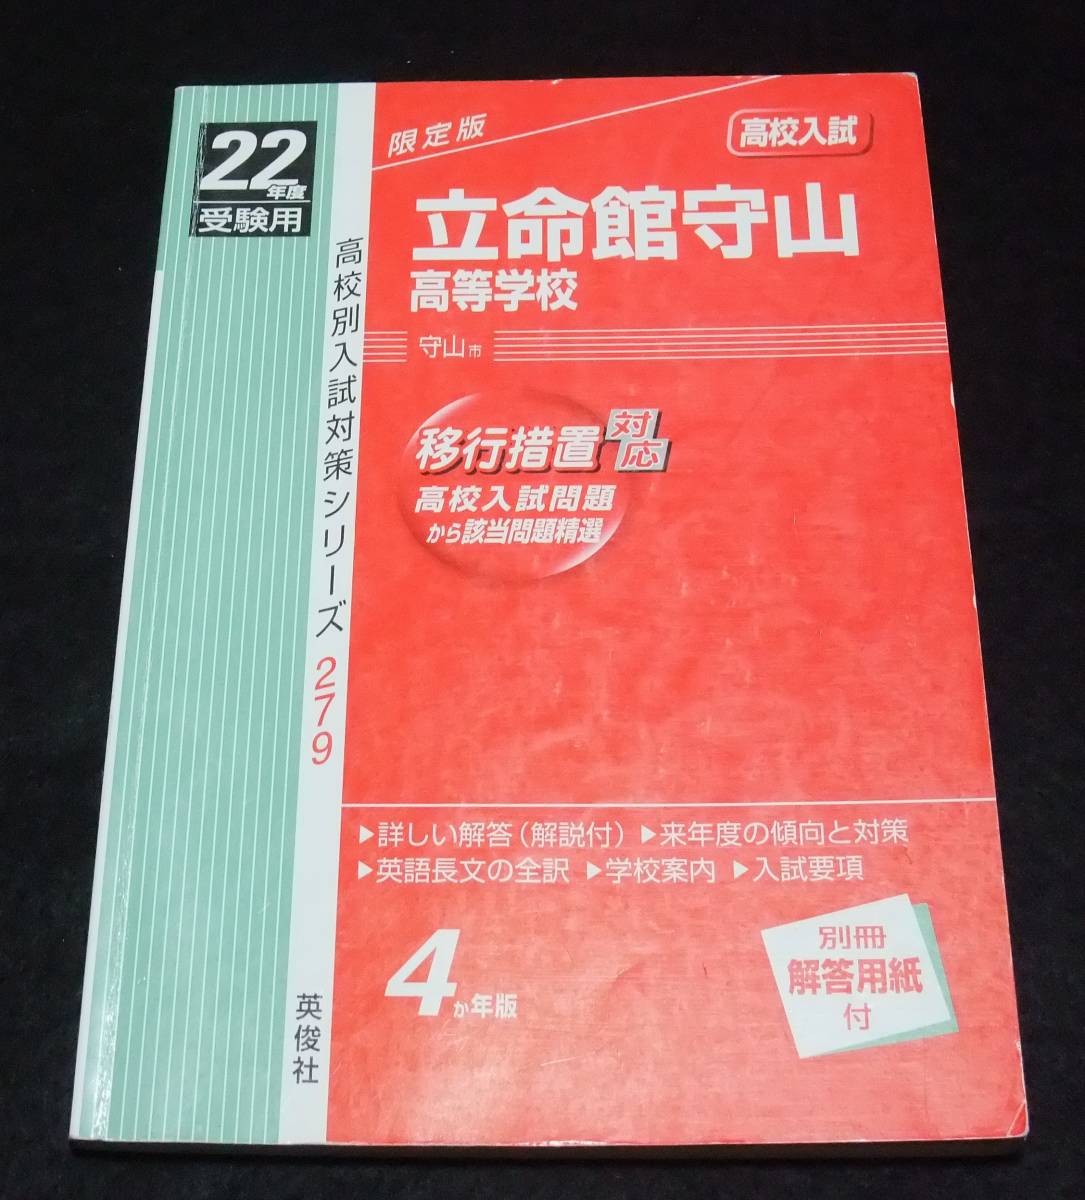 22年度
受験用
高校別入試対策シリーズ279
英俊社
限定版
高校入試
立命館守山
高等学校
守山市
移行措置
対応
高校入試問題
から該当問題精選
▶詳しい解答(解説付) ▶来年度の傾向と対策
▶英語長文の全訳 ▶学校案内 ▶入試要項
4か年版
別冊
解答用紙
付